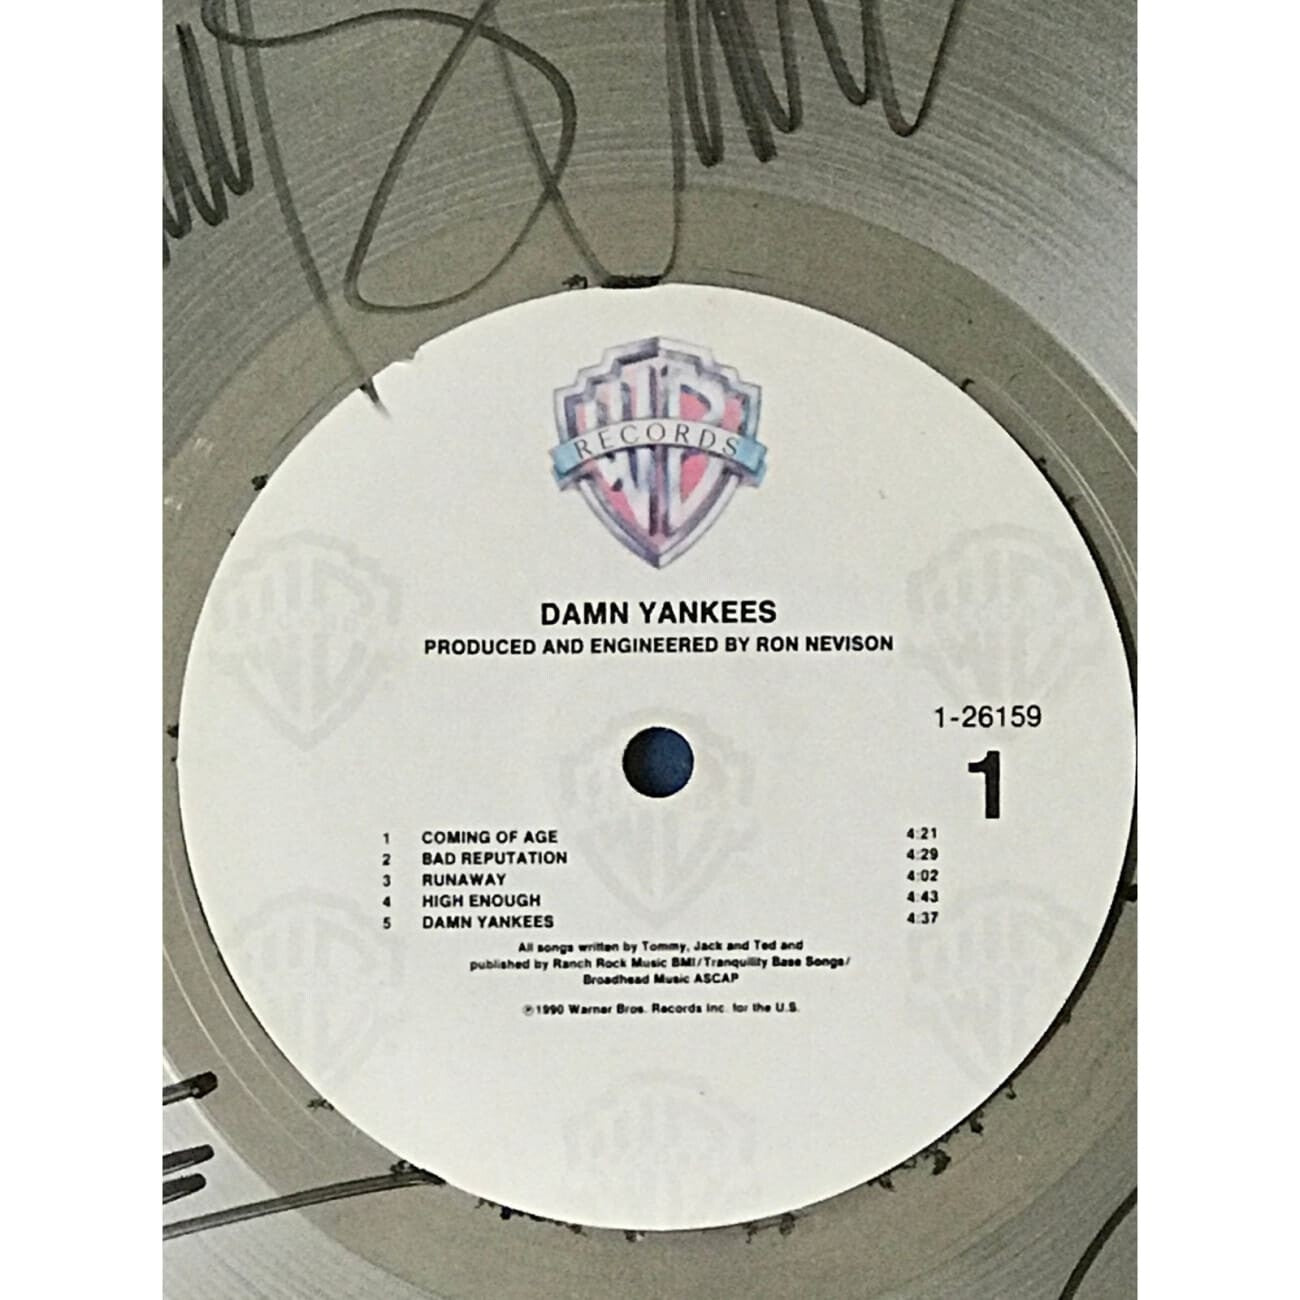 RECORDS
DAMN YANKEES
PRODUCED AND ENGINEERED BY RON NEVISON
1-26159
1
1 COMING OF AGE 4:21
2 BAD REPUTATION 4:29
3 RUNAWAY 4:02
4 HIGH ENOUGH 4:43
5 DAMN YANKEES 4:37
All songs written by Tommy, Jack and Ted and
published by Ranch Rock Music BMI/Tranquility Base Songs/
Broadhead Music ASCAP
℗1990 Warner Bros. Records Inc. for the U.S.